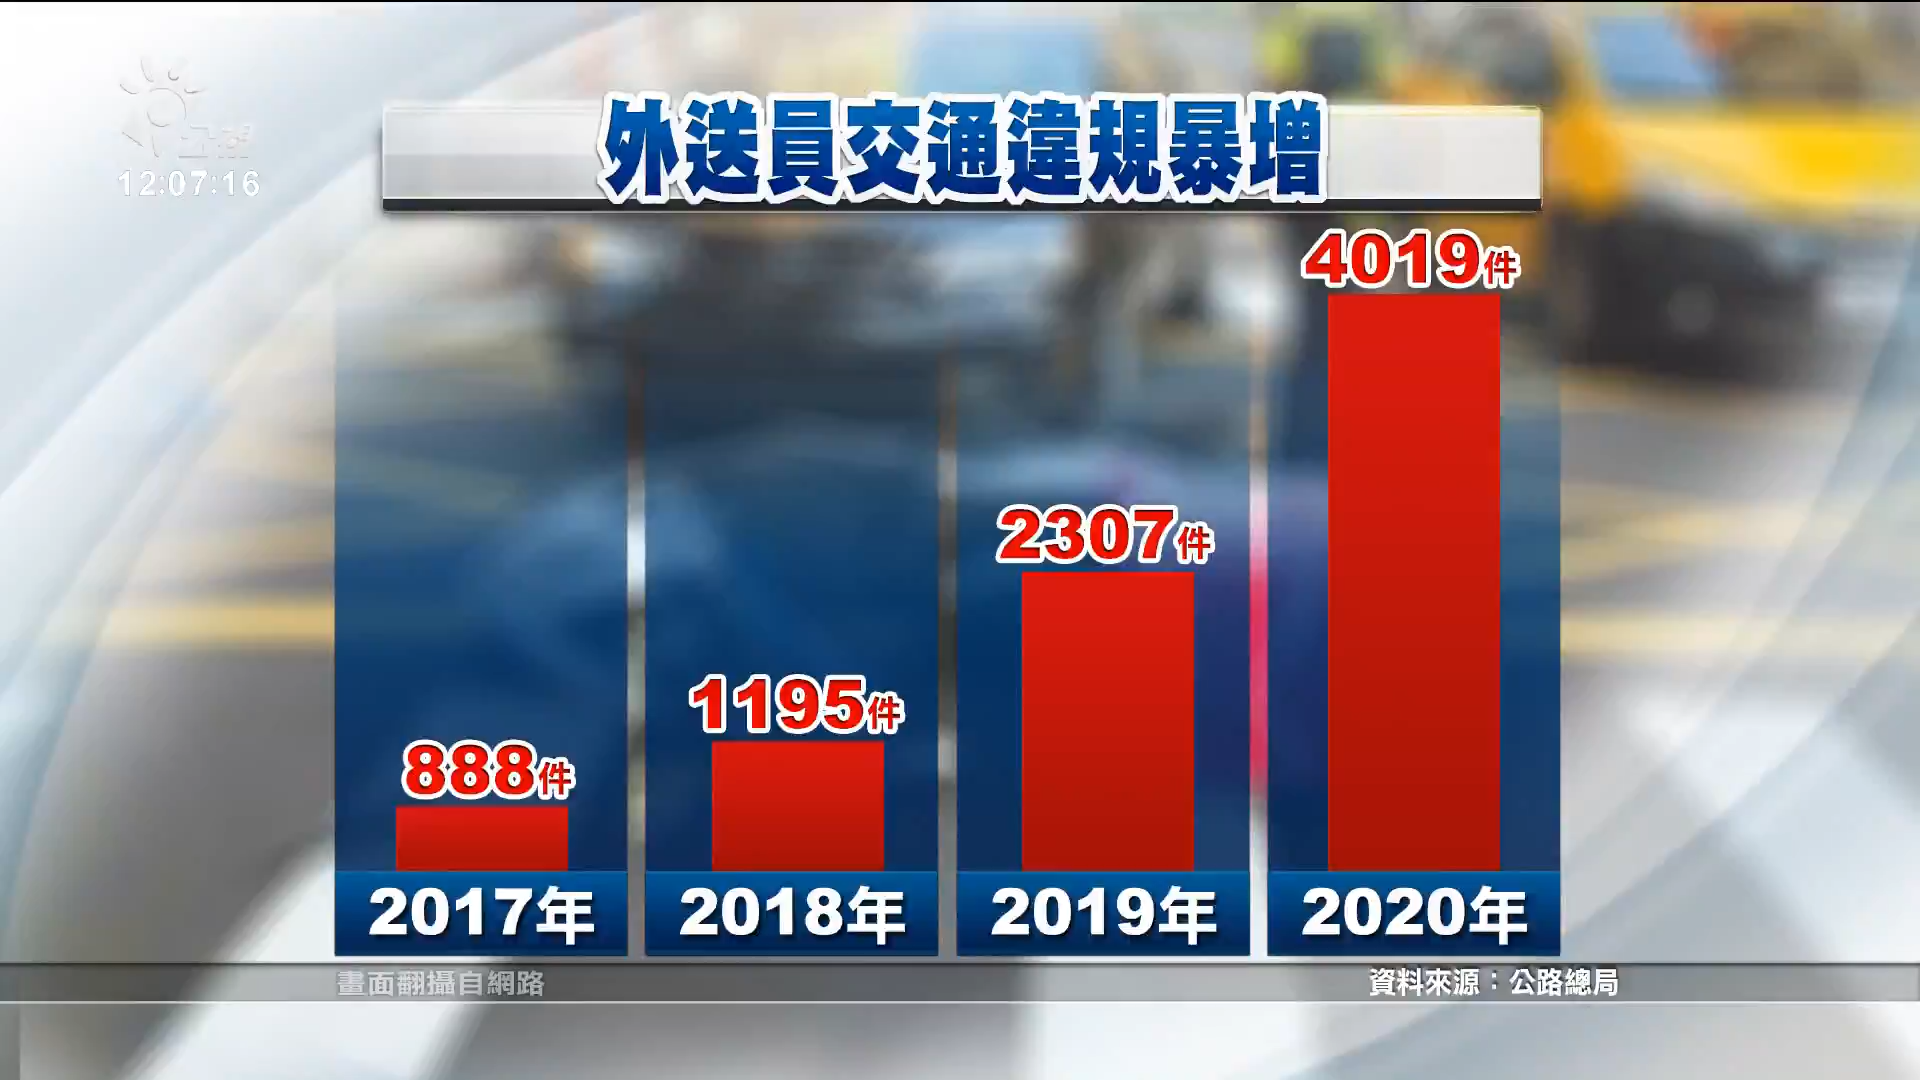 公視
12:07:16
外送員交通違規暴增
4019件
2307件
1195件
888件
2017年 2018年 2019年 2020年
畫面翻攝自網路
資料來源：公路總局